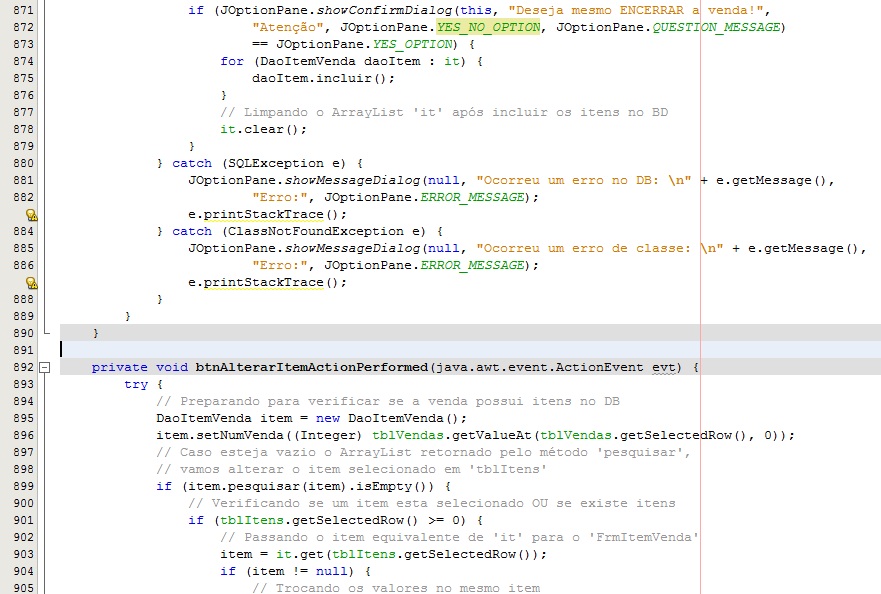 871 if (JOptionPane.showConfirmDialog(this, "Deseja mesmo ENCERRAR a venda!",
872 "Atenção", JOptionPane.YES_NO_OPTION, JOptionPane.QUESTION_MESSAGE)
873 == JOptionPane.YES_OPTION) {
874 for (DaoItemVenda daoItem : it) {
875 daoItem.incluir();
876 }
877 // Limpando o ArrayList 'it' após incluir os itens no BD
878 it.clear();
879 }
880 } catch (SQLException e) {
881 JOptionPane.showMessageDialog(null, "Ocorreu um erro no DB: \n" + e.getMessage(),
882 "Erro:", JOptionPane.ERROR_MESSAGE);
e.printStackTrace();
884 } catch (ClassNotFoundException e) {
885 JOptionPane.showMessageDialog(null, "Ocorreu um erro de classe: \n" + e.getMessage(),
886 "Erro:", JOptionPane.ERROR_MESSAGE);
e.printStackTrace();
888 }
889 }
890 }
891
892 private void btnAlterarItemActionPerformed(java.awt.event.ActionEvent evt) {
893 try {
894 // Preparando para verificar se a venda possui itens no DB
895 DaoItemVenda item = new DaoItemVenda();
896 item.setNumVenda((Integer) tblVendas.getValueAt(tblVendas.getSelectedRow(), 0));
897 // Caso esteja vazio o ArrayList retornado pelo método 'pesquisar',
898 // vamos alterar o item selecionado em 'tblItens'
899 if (item.pesquisar(item).isEmpty()) {
900 // Verificando se um item esta selecionado OU se existe itens
901 if (tblItens.getSelectedRow() >= 0) {
902 // Passando o item equivalente de 'it' para o 'FrmItemVenda'
903 item = it.get(tblItens.getSelectedRow());
904 if (item != null) {
905 // Trocando os valores no mesmo item